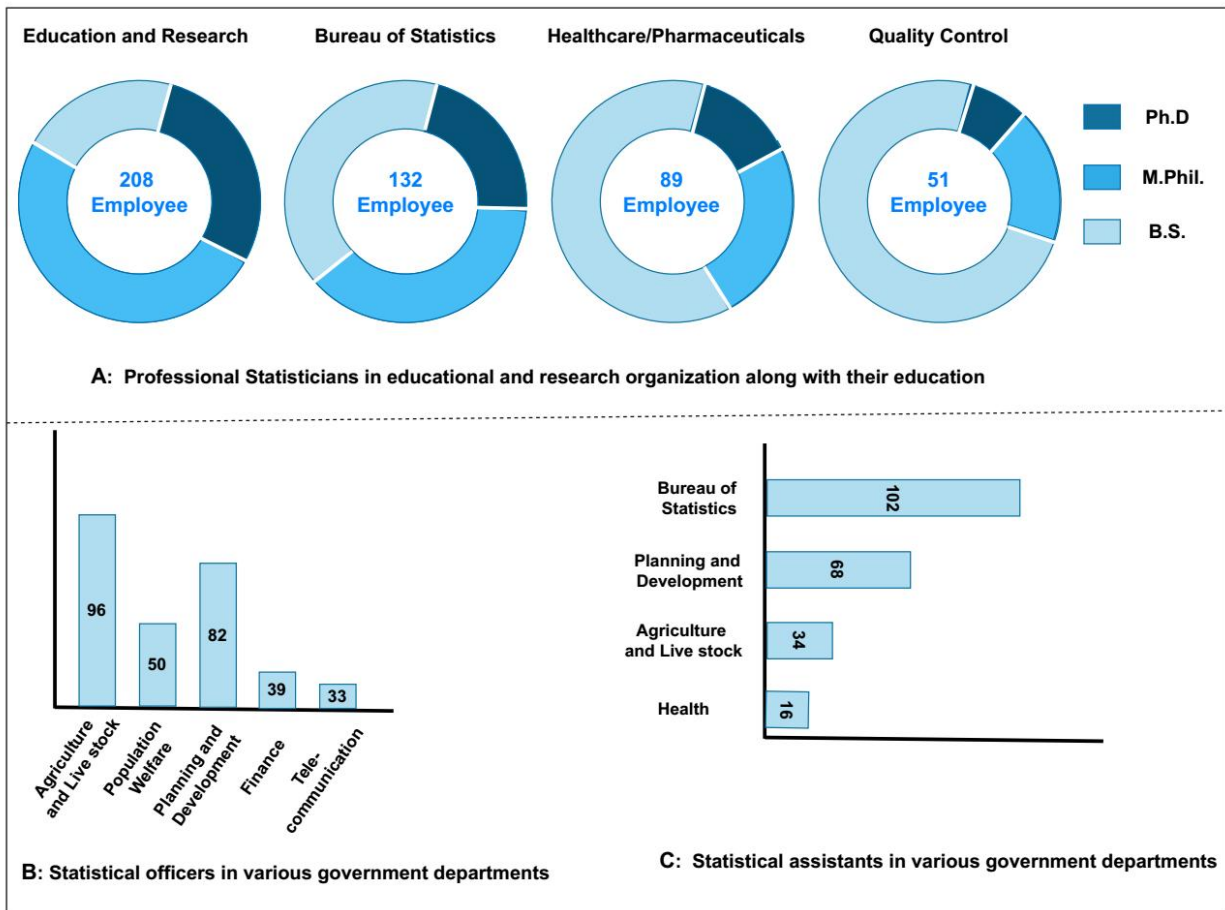 Education and Research
Bureau of Statistics
Healthcare/Pharmaceuticals
Quality Control
208
Employee
132
Employee
89
Employee
51
Employee
Ph.D
M.Phil.
B.S.
A: Professional Statisticians in educational and research organization along with their education
96
50
82
39
33
Agriculture
and Live stock
Population
Welfare
Planning and
Development
Finance
Tele-
communication
B: Statistical officers in various government departments
Bureau of
Statistics
102
Planning and
Development
68
Agriculture
and Live stock
34
Health
16
C: Statistical assistants in various government departments